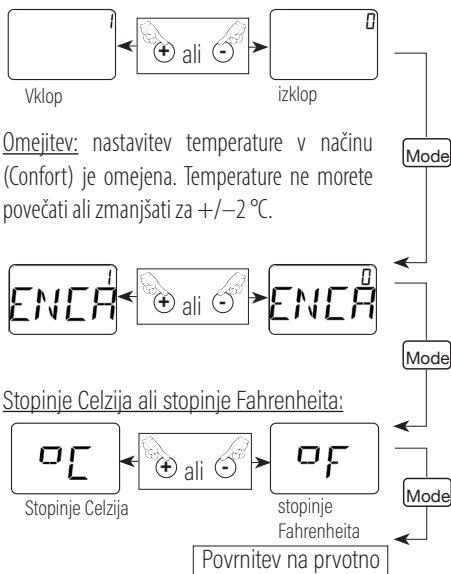 1 + ali - 0
Vklop izklop
Mode
Omejitev: nastavitev temperature v načinu
(Confort) je omejena. Temperature ne morete
povečati ali zmanjšati za +/–2 °C.
1 0
ENCA + ali - ENCA
Mode
Stopinje Celzija ali stopinje Fahrenheita:
°C + ali - °F
Mode
Stopinje Celzija stopinje
Fahrenheita
Povrnitev na prvotno